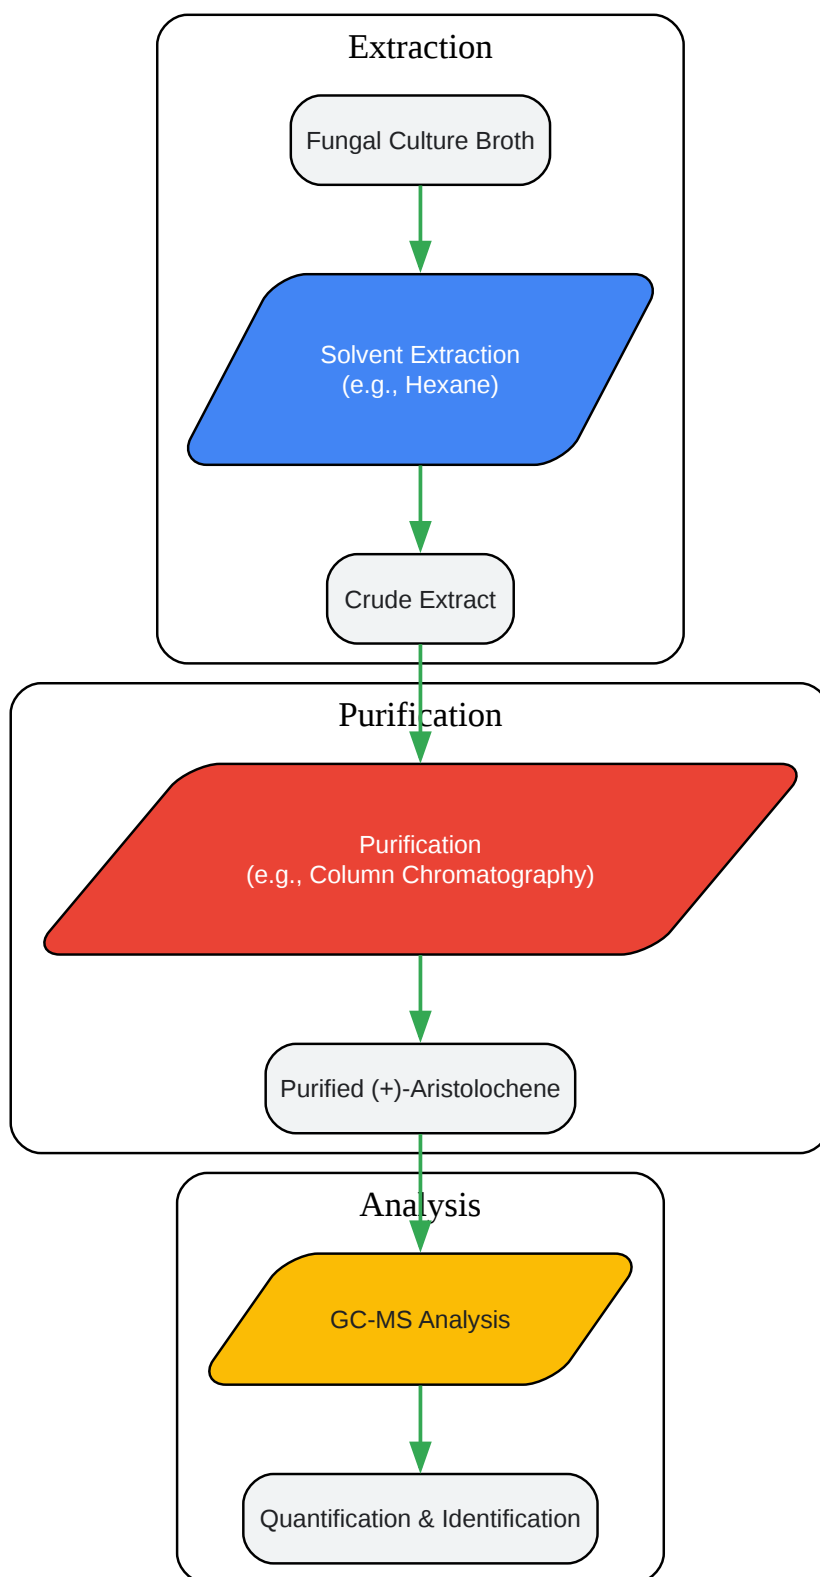 Extraction
Fungal Culture Broth
Solvent Extraction
(e.g., Hexane)
Crude Extract
Purification
Purification
(e.g., Column Chromatography)
Purified (+)-Aristolochene
Analysis
GC-MS Analysis
Quantification & Identification